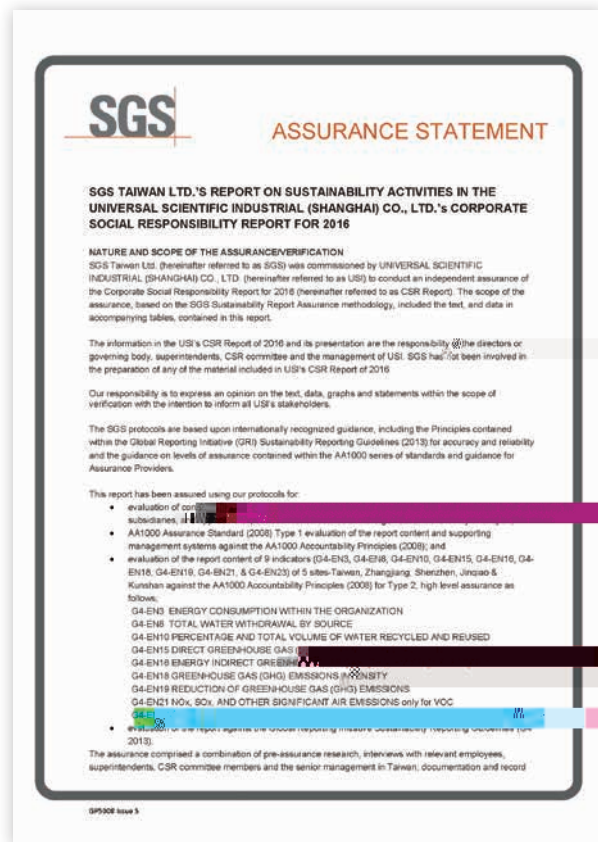 SGS
ASSURANCE STATEMENT
SGS TAIWAN LTD.'S REPORT ON SUSTAINABILITY ACTIVITIES IN THE
UNIVERSAL SCIENTIFIC INDUSTRIAL (SHANGHAI) CO., LTD.'s CORPORATE
SOCIAL RESPONSIBILITY REPORT FOR 2016
NATURE AND SCOPE OF THE ASSURANCE/VERIFICATION
SGS Taiwan Ltd. (hereinafter referred to as SGS) was commissioned by UNIVERSAL SCIENTIFIC
INDUSTRIAL (SHANGHAI) CO., LTD. (hereinafter referred to as USI) to conduct an independent assurance of
the Corporate Social Responsibility Report for 2016 (hereinafter referred to as CSR Report). The scope of the
assurance, based on the SGS Sustainability Report Assurance methodology, included the text, and data in
accompanying tables, contained in this report.
The information in the USI's CSR Report of 2016 and its presentation are the responsibility of the directors or
governing body, superintendents, CSR committee and the management of USI. SGS has not been involved in
the preparation of any of the material included in USI's CSR Report of 2016
Our responsibility is to express an opinion on the text, data, graphs and statements within the scope of
verification with the intention to inform all USI's stakeholders.
The SGS protocols are based upon internationally recognized guidance, including the Principles contained
within the Global Reporting Initiative (GRI) Sustainability Reporting Guidelines (2013) for accuracy and reliability
and the guidance on levels of assurance contained within the AA1000 series of standards and guidance for
Assurance Providers.
This report has been assured using our protocols for:
• evaluation of
subsidiaries,
• AA1000 Assurance Standard (2008) Type 1 evaluation of the report content and supporting
management systems against the AA1000 Accountability Principles (2008); and
• evaluation of the report content of 9 indicators (G4-EN3, G4-EN8, G4-EN10, G4-EN15, G4-EN16, G4-
EN18, G4-EN19, G4-EN21, & G4-EN23) of 5 sites-Taiwan, Zhangjiang, Shenzhen, Jinqiao &
Kunshan against the AA1000 Accountability Principles (2008) for Type 2, high level assurance as
follows;
G4-EN3 ENERGY CONSUMPTION WITHIN THE ORGANIZATION
G4-EN8 TOTAL WATER WITHDRAWAL BY SOURCE
G4-EN10 PERCENTAGE AND TOTAL VOLUME OF WATER RECYCLED AND REUSED
G4-EN15 DIRECT GREENHOUSE GAS
G4-EN16 ENERGY INDIRECT
G4-EN18 GREENHOUSE GAS (GHG) EMISSIONS INTENSITY
G4-EN19 REDUCTION OF GREENHOUSE GAS (GHG) EMISSIONS
G4-EN21 NOx, SOx, AND OTHER SIGNIFICANT AIR EMISSIONS only for VOC
• evaluation of the report against the Global Reporting Initiative Sustainability Reporting Guidelines (G4
2013).
The assurance comprised a combination of pre-assurance research, interviews with relevant employees,
superintendents, CSR committee members and the senior management in Taiwan; documentation and record
GP5008 Issue 5